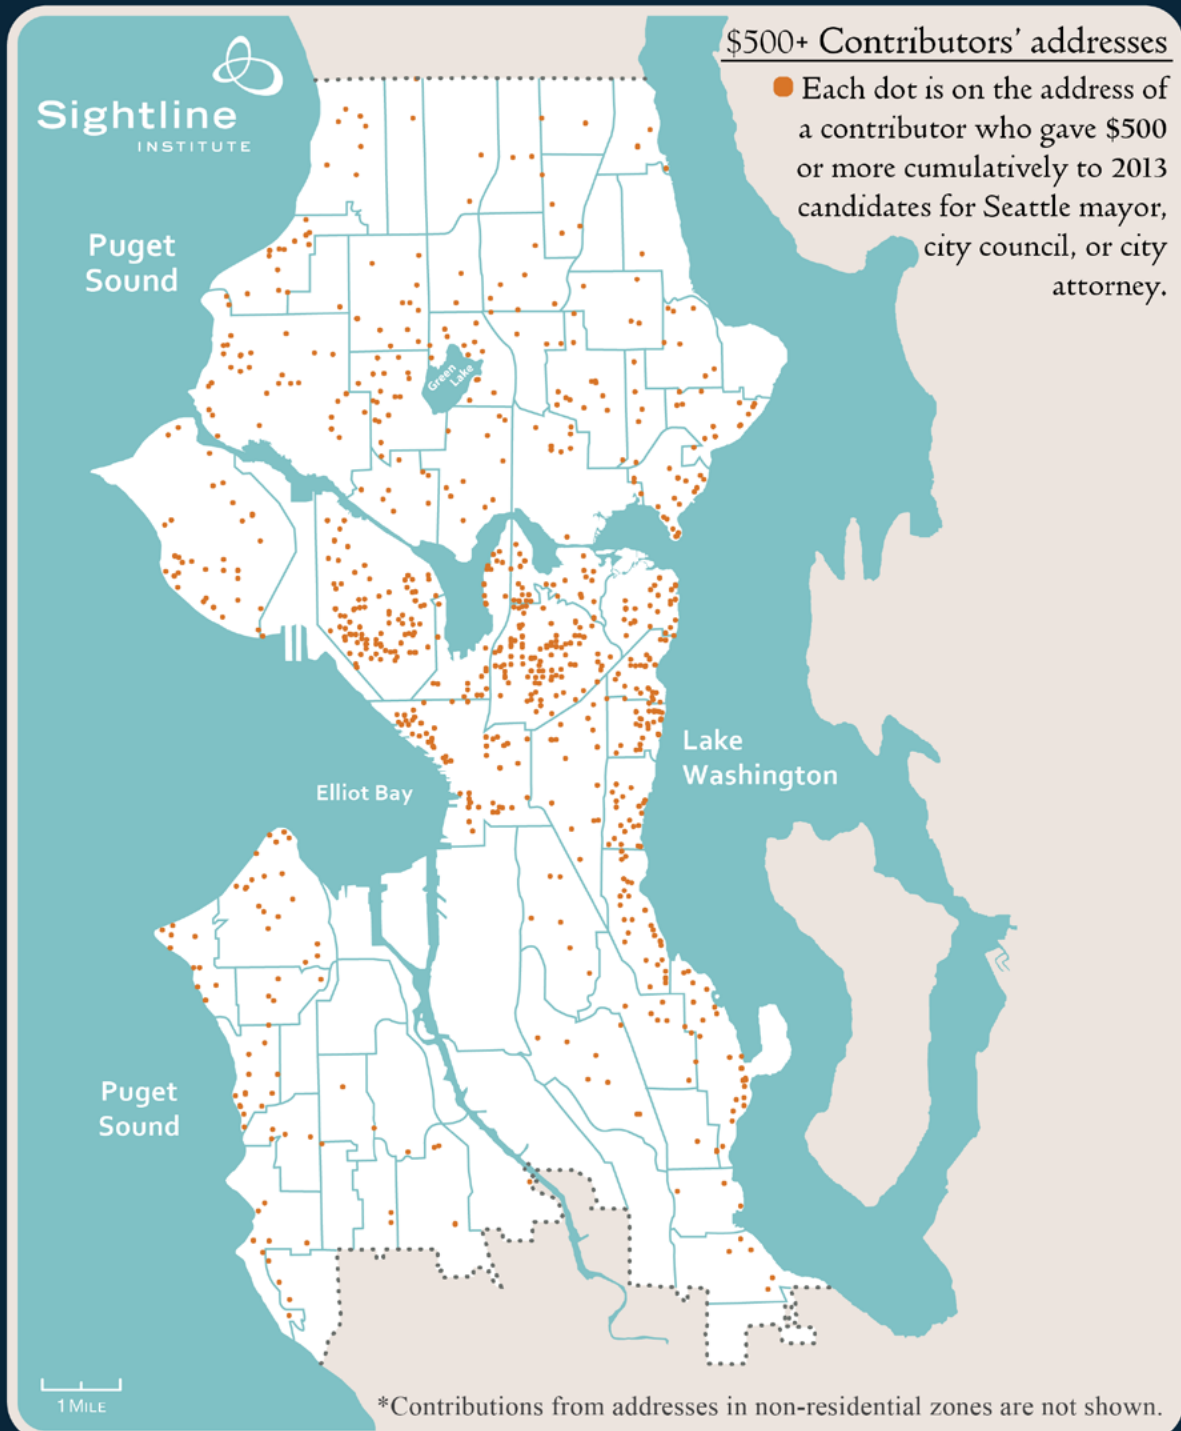 $500+ Contributors' addresses
Each dot is on the address of
a contributor who gave $500
or more cumulatively to 2013
candidates for Seattle mayor,
city council, or city
attorney.
Sightline
INSTITUTE
Puget
Sound
Green
Lake
Lake
Washington
Elliot Bay
Puget
Sound
1 MILE
*Contributions from addresses in non-residential zones are not shown.